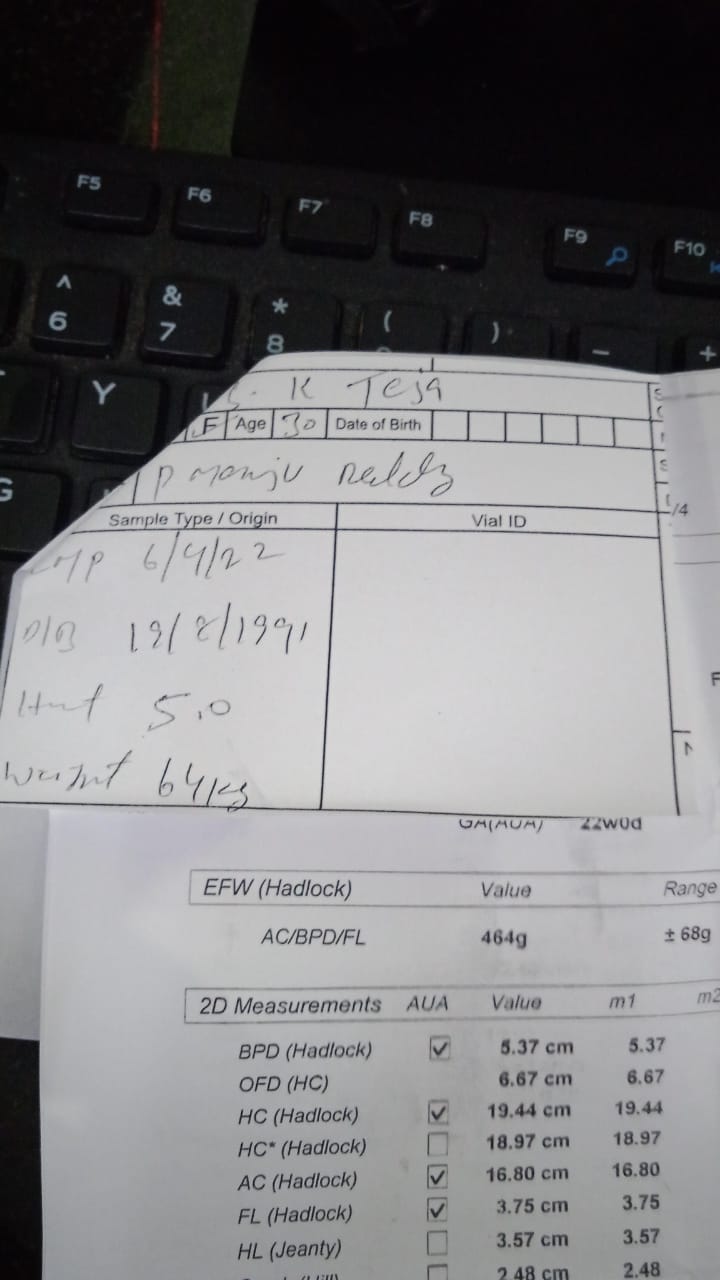 F5 F6 F7 F8 F9 F10
^ 6 & 7 * 8 ( ) − +
Y
G
K Teja
F Age 30 Date of Birth
/4
Sample Type / Origin Vial ID
LMP 6/4/22
D/B 19/8/1991
5.0
Weight 64kg
GA(AUA) 22w0d
EFW (Hadlock) Value Range
AC/BPD/FL 464g ± 68g
2D Measurements AUA Value m1 m2
BPD (Hadlock) 5.37 cm 5.37
OFD (HC) 6.67 cm 6.67
HC (Hadlock) 19.44 cm 19.44
HC* (Hadlock) 18.97 cm 18.97
AC (Hadlock) 16.80 cm 16.80
FL (Hadlock) 3.75 cm 3.75
HL (Jeanty) 3.57 cm 3.57
2.48 cm 2.48